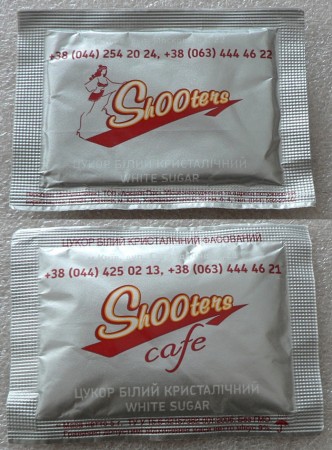 +38 (044) 254 20 24, +38 (063) 444 46 22
ShOOters
ЦУКОР БІЛИЙ КРИСТАЛІЧНИЙ
WHITE SUGAR
ЦУКОР БІЛИЙ КРИСТАЛІЧНИЙ ФАСОВАНИЙ
+38 (044) 425 02 13, +38 (063) 444 46 21
ShOOters
cafe
ЦУКОР БІЛИЙ КРИСТАЛІЧНИЙ
WHITE SUGAR